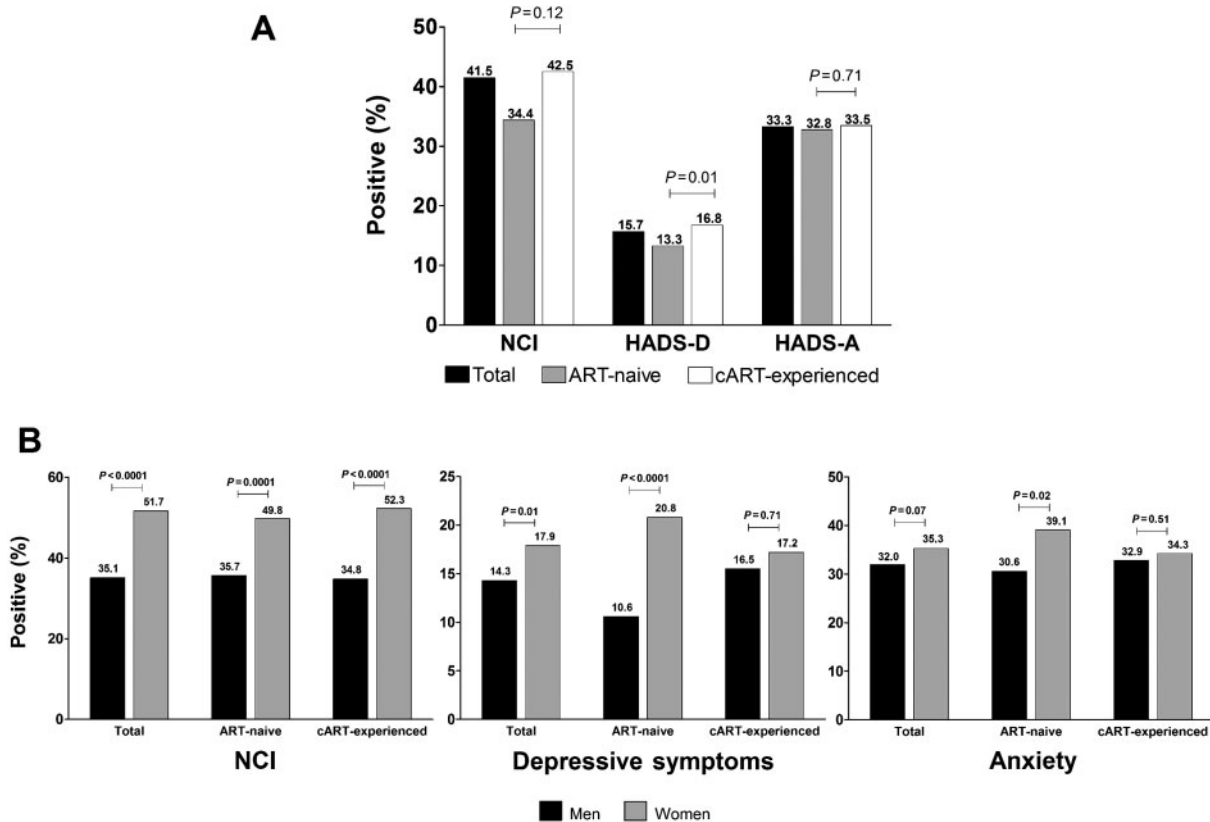 A
Positive (%)
50
40
30
20
10
0
P=0.12
41.5
34.4
42.5
P=0.01
15.7
13.3
16.8
P=0.71
33.3
32.8
33.5
NCI HADS-D HADS-A
Total ART-naive cART-experienced
B
Positive (%)
60
40
20
0
P<0.0001
35.1
51.7
P=0.0001
35.7
49.8
P<0.0001
34.8
52.3
Total ART-naive cART-experienced
NCI
25
20
15
10
5
0
P=0.01
14.3
17.9
P<0.0001
10.6
20.8
P=0.71
16.5
17.2
Total ART-naive cART-experienced
Depressive symptoms
50
40
30
20
10
0
P=0.07
32.0
35.3
P=0.02
30.6
39.1
P=0.51
32.9
34.3
Total ART-naive cART-experienced
Anxiety
Men Women